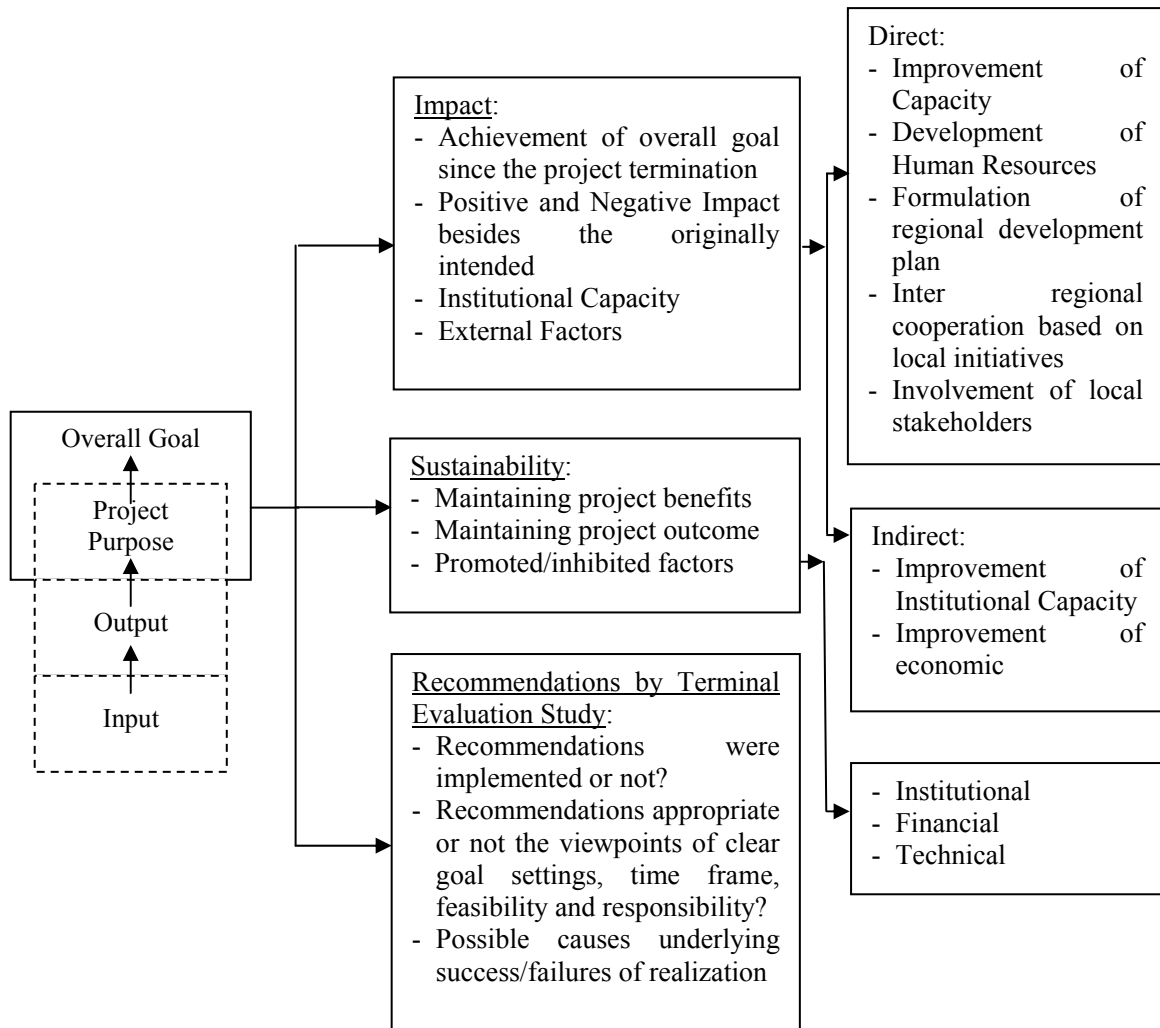 Overall Goal
Project
Purpose
Output
Input
Impact:
- Achievement of overall goal
since the project termination
- Positive and Negative Impact
besides the originally
intended
- Institutional Capacity
- External Factors
Sustainability:
- Maintaining project benefits
- Maintaining project outcome
- Promoted/inhibited factors
Recommendations by Terminal
Evaluation Study:
- Recommendations were
implemented or not?
- Recommendations appropriate
or not the viewpoints of clear
goal settings, time frame,
feasibility and responsibility?
- Possible causes underlying
success/failures of realization
Direct:
- Improvement of
Capacity
- Development of
Human Resources
- Formulation of
regional development
plan
- Inter regional
cooperation based on
local initiatives
- Involvement of local
stakeholders
Indirect:
- Improvement of
Institutional Capacity
- Improvement of
economic
- Institutional
- Financial
- Technical